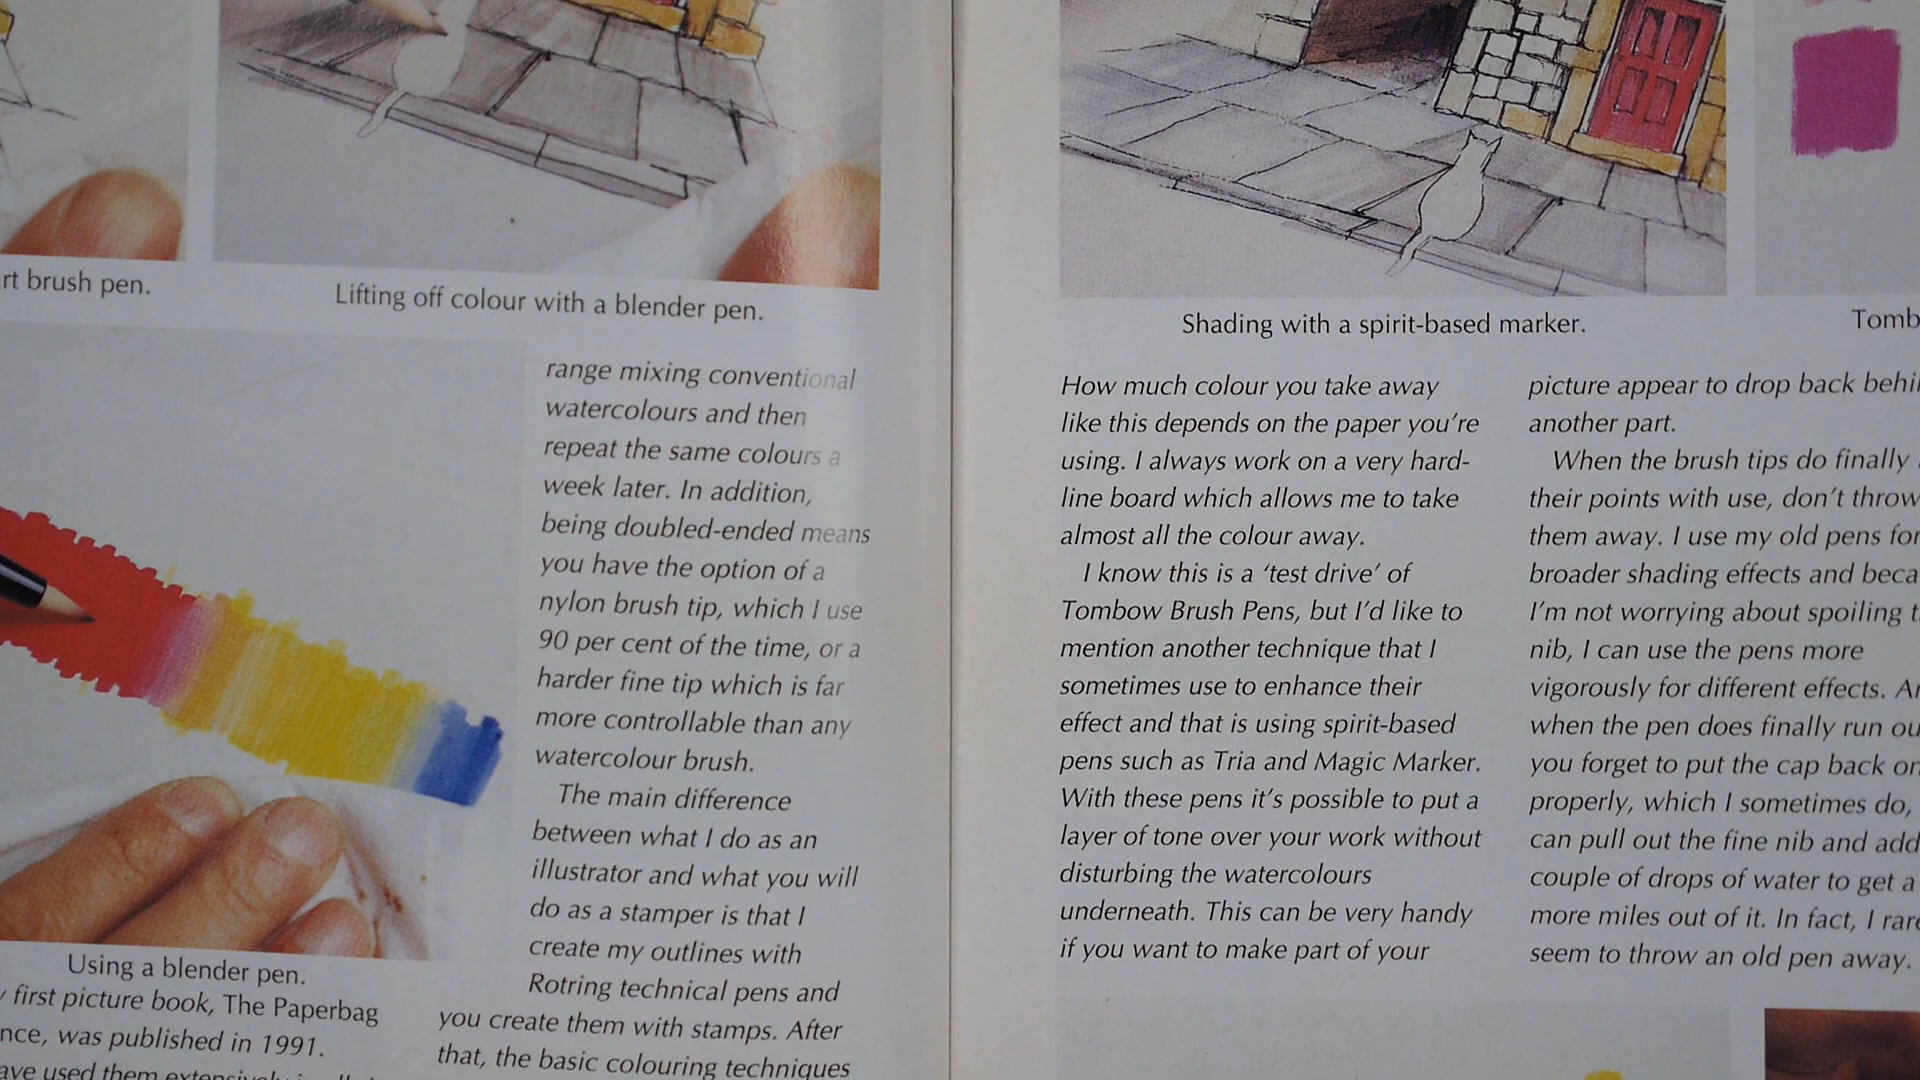 rt brush pen.
Lifting off colour with a blender pen.
Using a blender pen.
first picture book, The Paperbag
nce, was published in 1991.
ave used them
range mixing conventional
watercolours and then
repeat the same colours a
week later. In addition,
being doubled-ended means
you have the option of a
nylon brush tip, which I use
90 per cent of the time, or a
harder fine tip which is far
more controllable than any
watercolour brush.
The main difference
between what I do as an
illustrator and what you will
do as a stamper is that I
create my outlines with
Rotring technical pens and
you create them with stamps. After
that, the basic colouring techniques
Shading with a spirit-based marker.
Tomb
How much colour you take away
like this depends on the paper you're
using. I always work on a very hard-
line board which allows me to take
almost all the colour away.
I know this is a ‘test drive’ of
Tombow Brush Pens, but I'd like to
mention another technique that I
sometimes use to enhance their
effect and that is using spirit-based
pens such as Tria and Magic Marker.
With these pens it's possible to put a
layer of tone over your work without
disturbing the watercolours
underneath. This can be very handy
if you want to make part of your
picture appear to drop back behi
another part.
When the brush tips do finally
their points with use, don't throw
them away. I use my old pens for
broader shading effects and beca
I'm not worrying about spoiling t
nib, I can use the pens more
vigorously for different effects. A
when the pen does finally run ou
you forget to put the cap back on
properly, which I sometimes do,
can pull out the fine nib and add
couple of drops of water to get a
more miles out of it. In fact, I rare
seem to throw an old pen away.